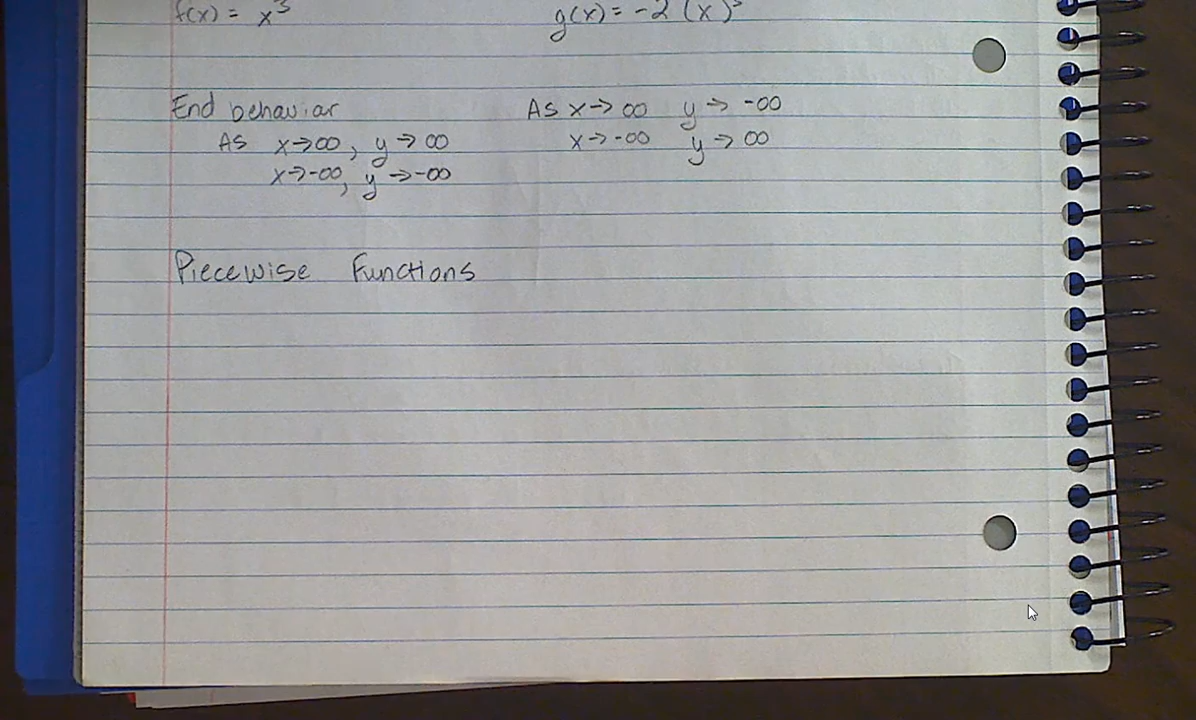 f(x) = x³ g(x) = -2 (x)³
End behavior As x→∞ y→ -∞
As x→∞, y→∞ x→-∞ y→∞
x→-∞, y→-∞
Piecewise Functions